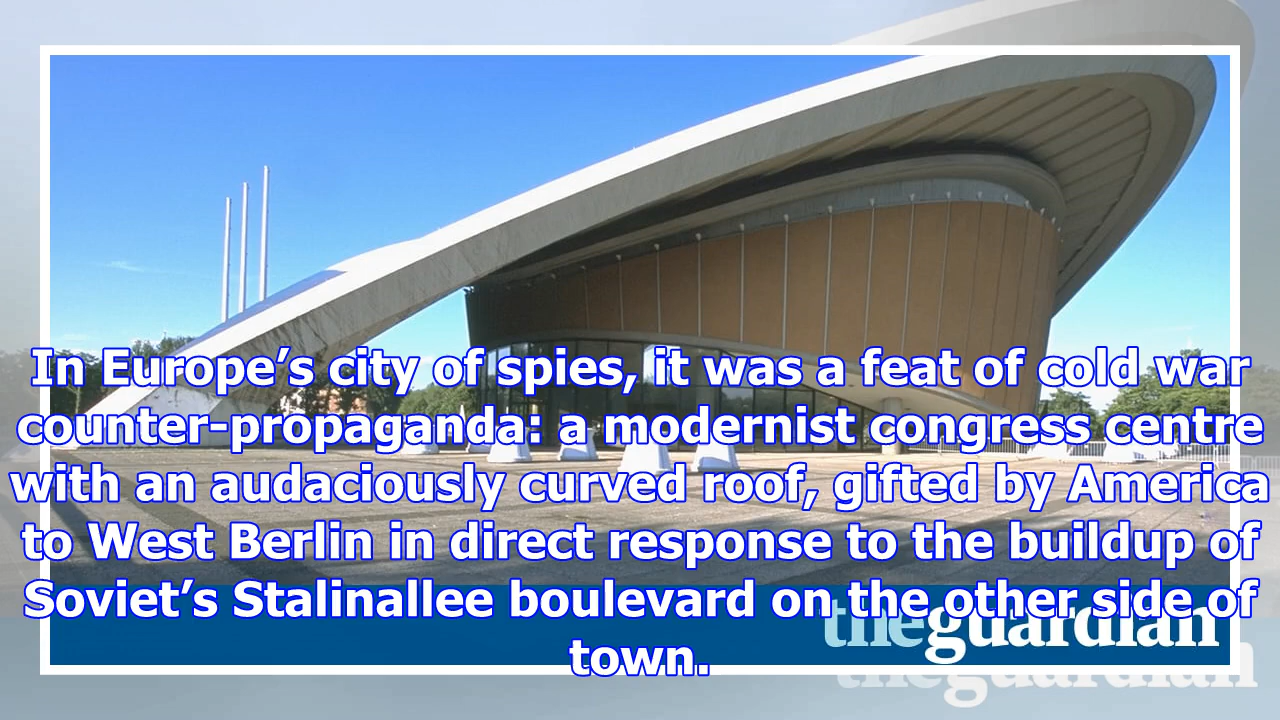 In Europe’s city of spies, it was a feat of cold war
counter-propaganda: a modernist congress centre
with an audaciously curved roof, gifted by America
to West Berlin in direct response to the buildup of
Soviet’s Stalinallee boulevard on the other side of
town.
theguardian
theguardian